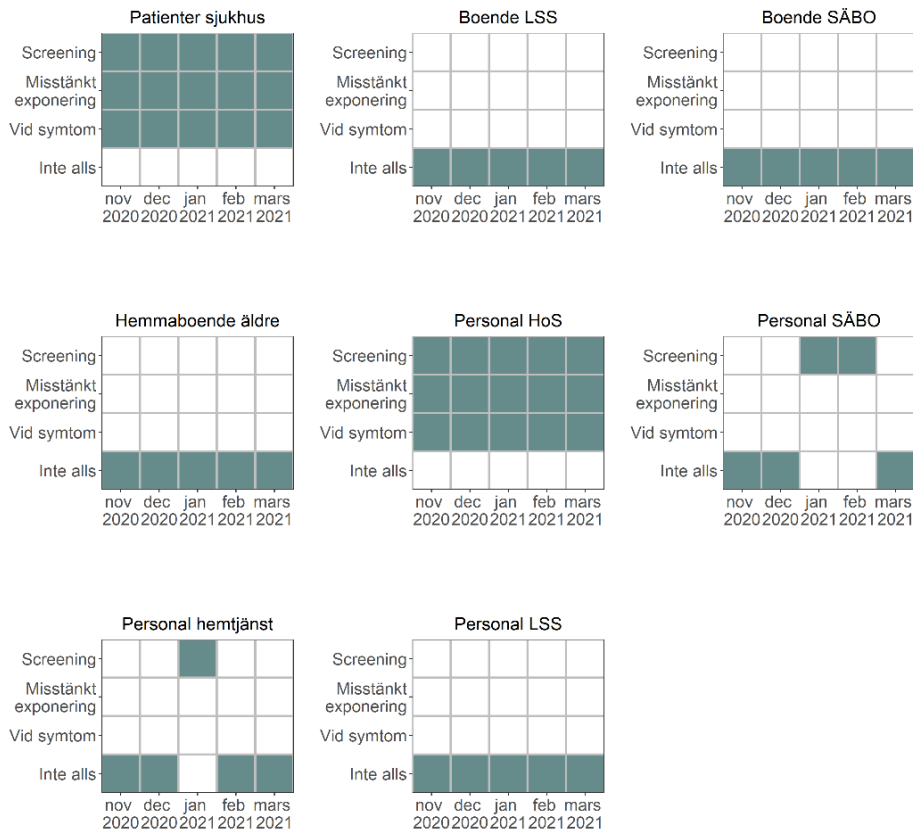 Patienter sjukhus
Screening
Misstänkt
exponering
Vid symtom
Inte alls
nov dec jan feb mars
2020 2020 2021 2021 2021
Boende LSS
Screening
Misstänkt
exponering
Vid symtom
Inte alls
nov dec jan feb mars
2020 2020 2021 2021 2021
Boende SÄBO
Screening
Misstänkt
exponering
Vid symtom
Inte alls
nov dec jan feb mars
2020 2020 2021 2021 2021
Hemmaboende äldre
Screening
Misstänkt
exponering
Vid symtom
Inte alls
nov dec jan feb mars
2020 2020 2021 2021 2021
Personal HoS
Screening
Misstänkt
exponering
Vid symtom
Inte alls
nov dec jan feb mars
2020 2020 2021 2021 2021
Personal SÄBO
Screening
Misstänkt
exponering
Vid symtom
Inte alls
nov dec jan feb mars
2020 2020 2021 2021 2021
Personal hemtjänst
Screening
Misstänkt
exponering
Vid symtom
Inte alls
nov dec jan feb mars
2020 2020 2021 2021 2021
Personal LSS
Screening
Misstänkt
exponering
Vid symtom
Inte alls
nov dec jan feb mars
2020 2020 2021 2021 2021